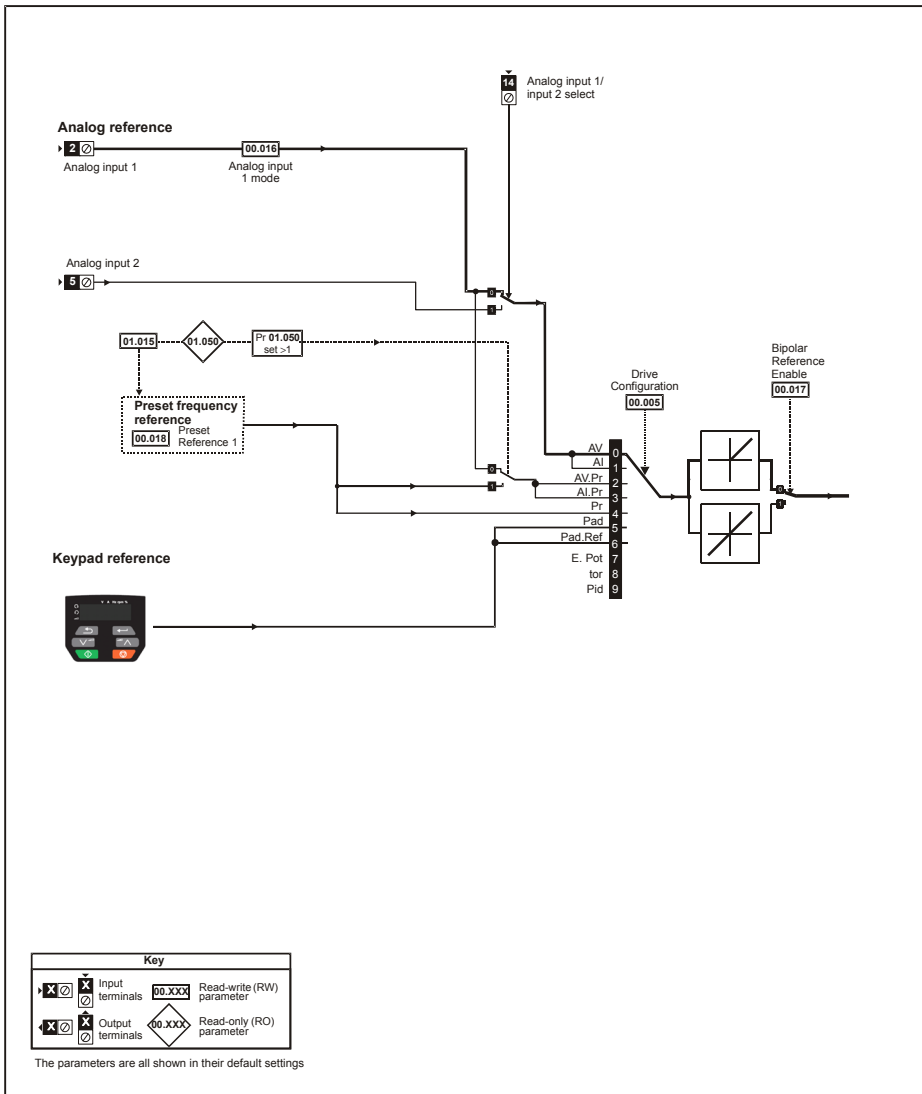 14
Analog input 1/
input 2 select
Analog reference
2
Analog input 1
00.016
Analog input
1 mode
Analog input 2
5
0
1
01.015
01.050
Pr 01.050
set >1
Preset frequency
reference
00.018
Preset
Reference 1
0
1
Drive
Configuration
00.005
Bipolar
Reference
Enable
00.017
AV 0
AI 1
AV.Pr 2
AI.Pr 3
Pr 4
Pad 5
Pad.Ref 6
E. Pot 7
tor 8
Pid 9
0
1
Keypad reference
Key
X X Input
terminals
00.XXX Read-write (RW)
parameter
X X Output
terminals
00.XXX Read-only (RO)
parameter
The parameters are all shown in their default settings